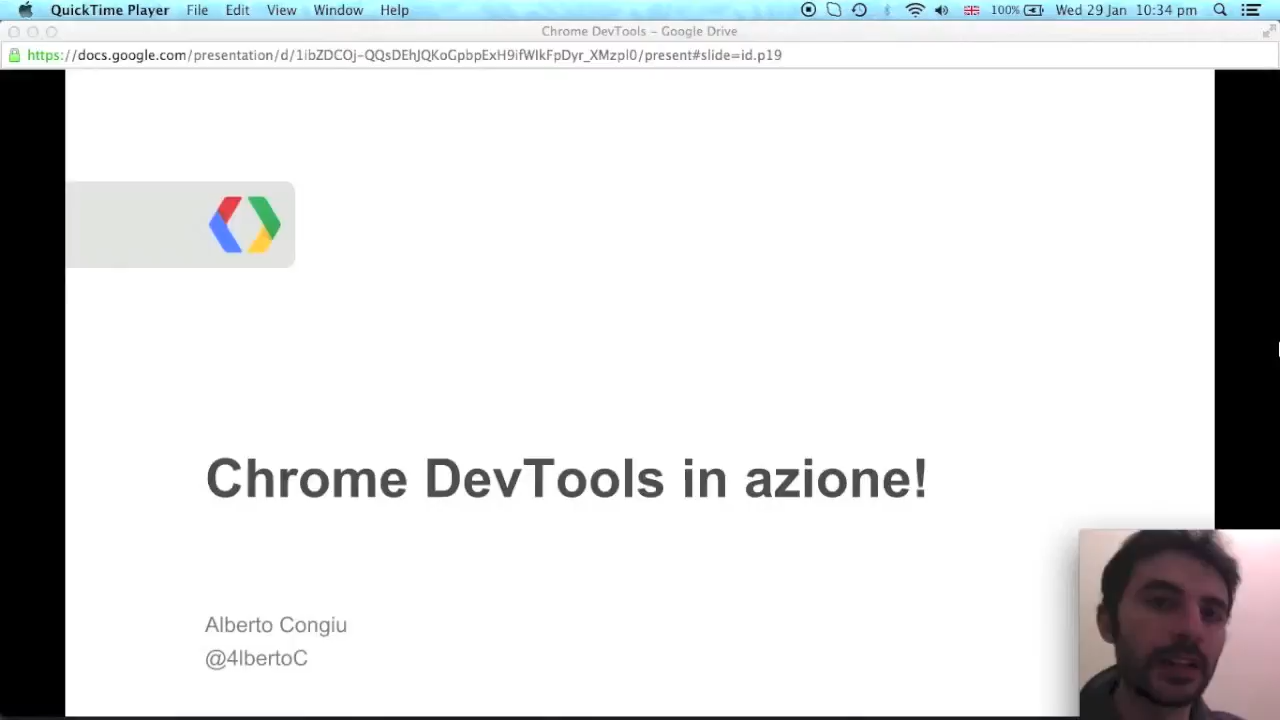 QuickTime Player File Edit View Window Help 100% Wed 29 Jan 10:34 pm
Chrome DevTools – Google Drive
https://docs.google.com/presentation/d/1ibZDCOj-QQsDEhJQKoGpbpExH9ifWIkFpDyr_XMzpI0/present#slide=id.p19
Chrome DevTools in azione!
Alberto Congiu
@4lbertoC